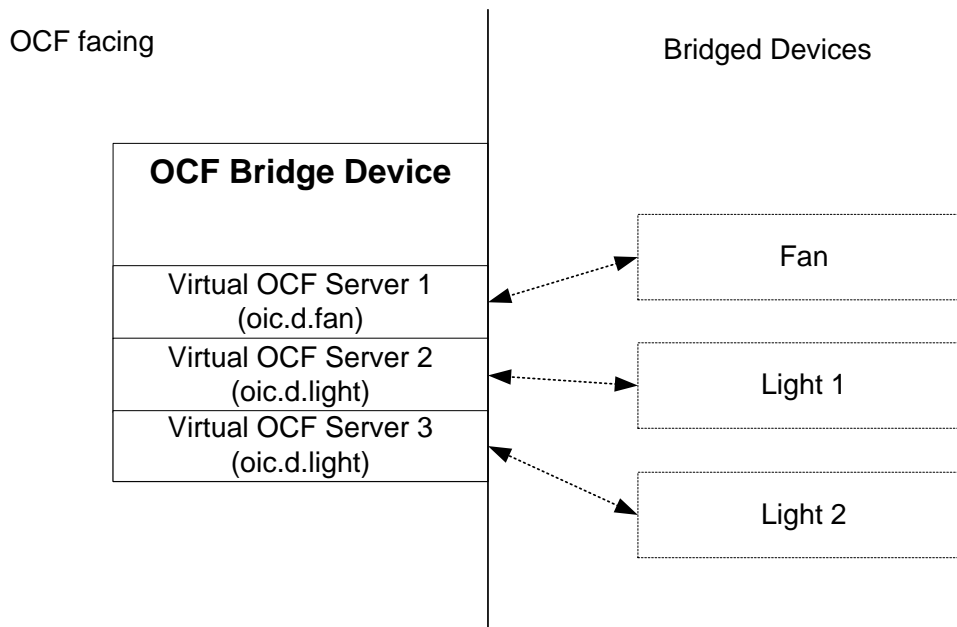 OCF facing
Bridged Devices
OCF Bridge Device
Virtual OCF Server 1
(oic.d.fan)
Virtual OCF Server 2
(oic.d.light)
Virtual OCF Server 3
(oic.d.light)
Fan
Light 1
Light 2